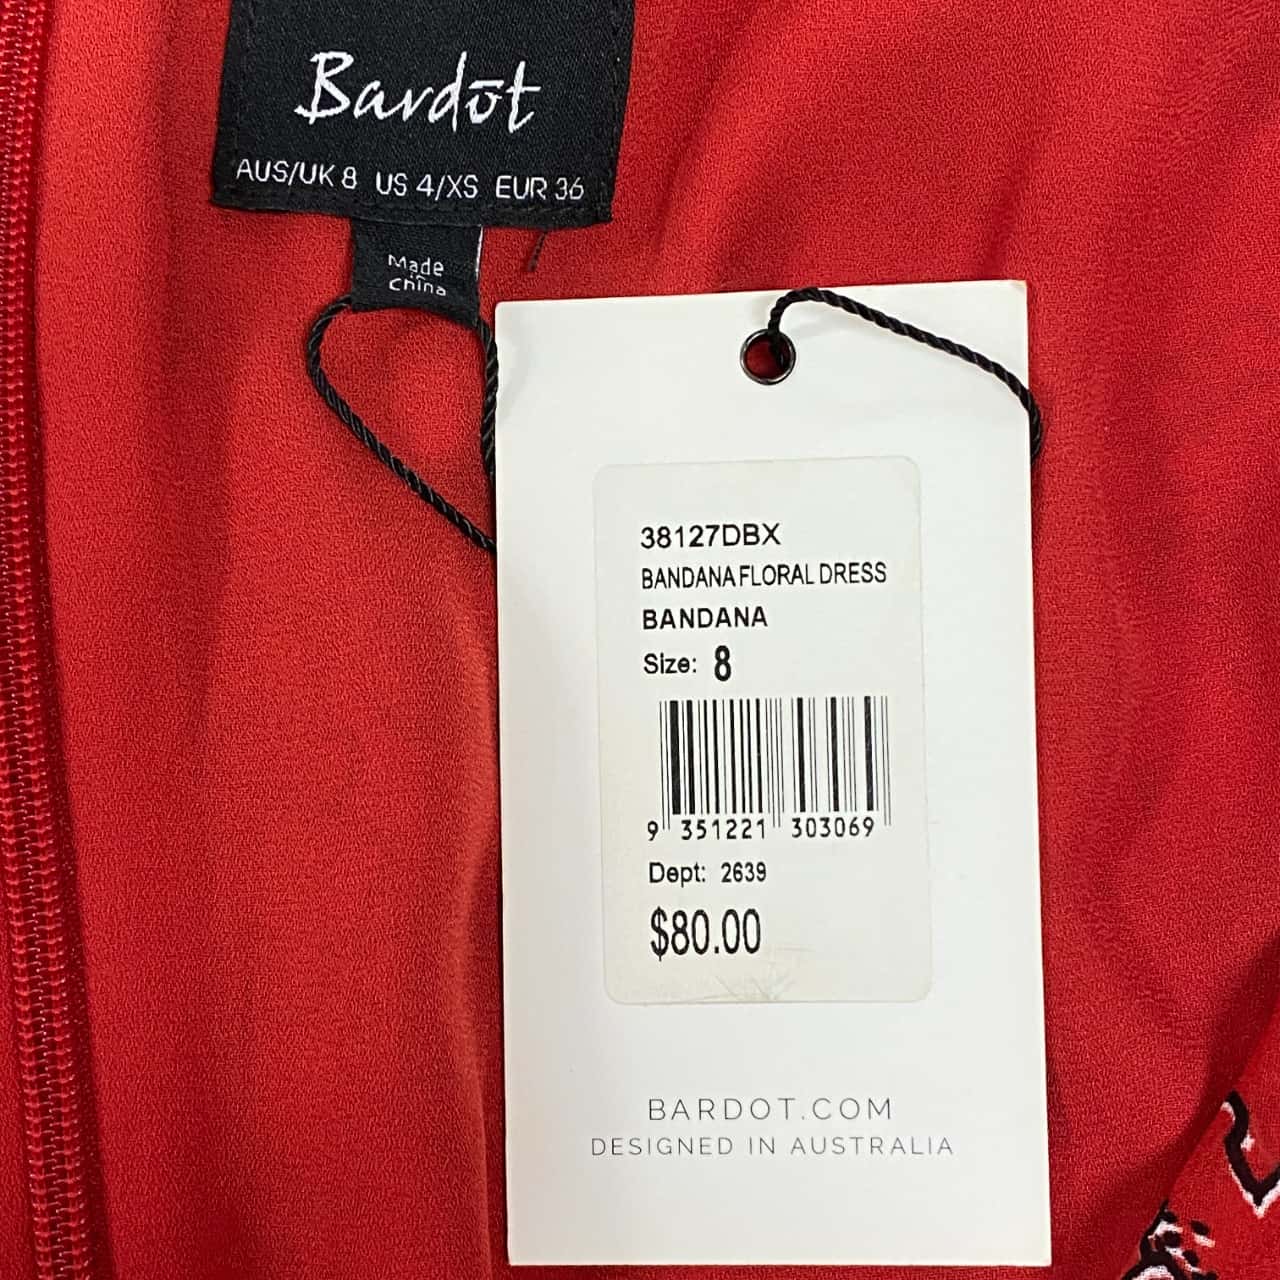 Bardōt
AUS/UK 8 US 4/XS EUR 36
Made
China
38127DBX
BANDANA FLORAL DRESS
BANDANA
Size: 8
9 351221 303069
Dept: 2639
$80.00
BARDOT.COM
DESIGNED IN AUSTRALIA